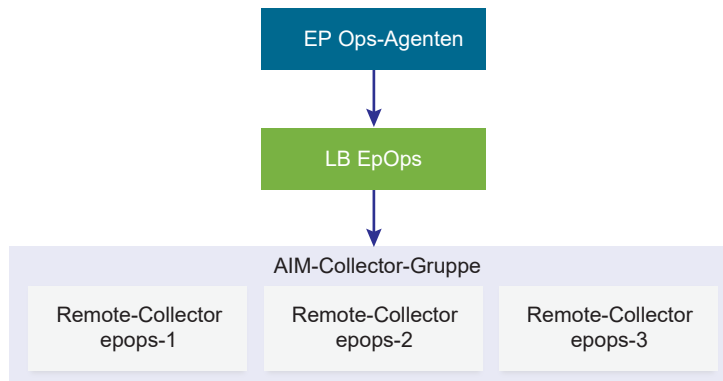 EP Ops-Agenten
LB EpOps
AIM-Collector-Gruppe
Remote-Collector
epops-1
Remote-Collector
epops-2
Remote-Collector
epops-3